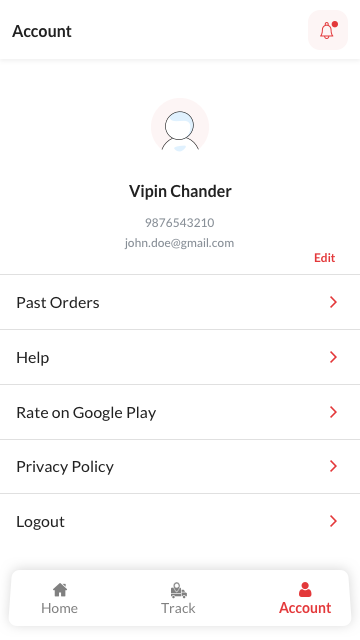 Account
Vipin Chander
9876543210
john.doe@gmail.com
Edit
Past Orders
Help
Rate on Google Play
Privacy Policy
Logout
Home
Track
Account